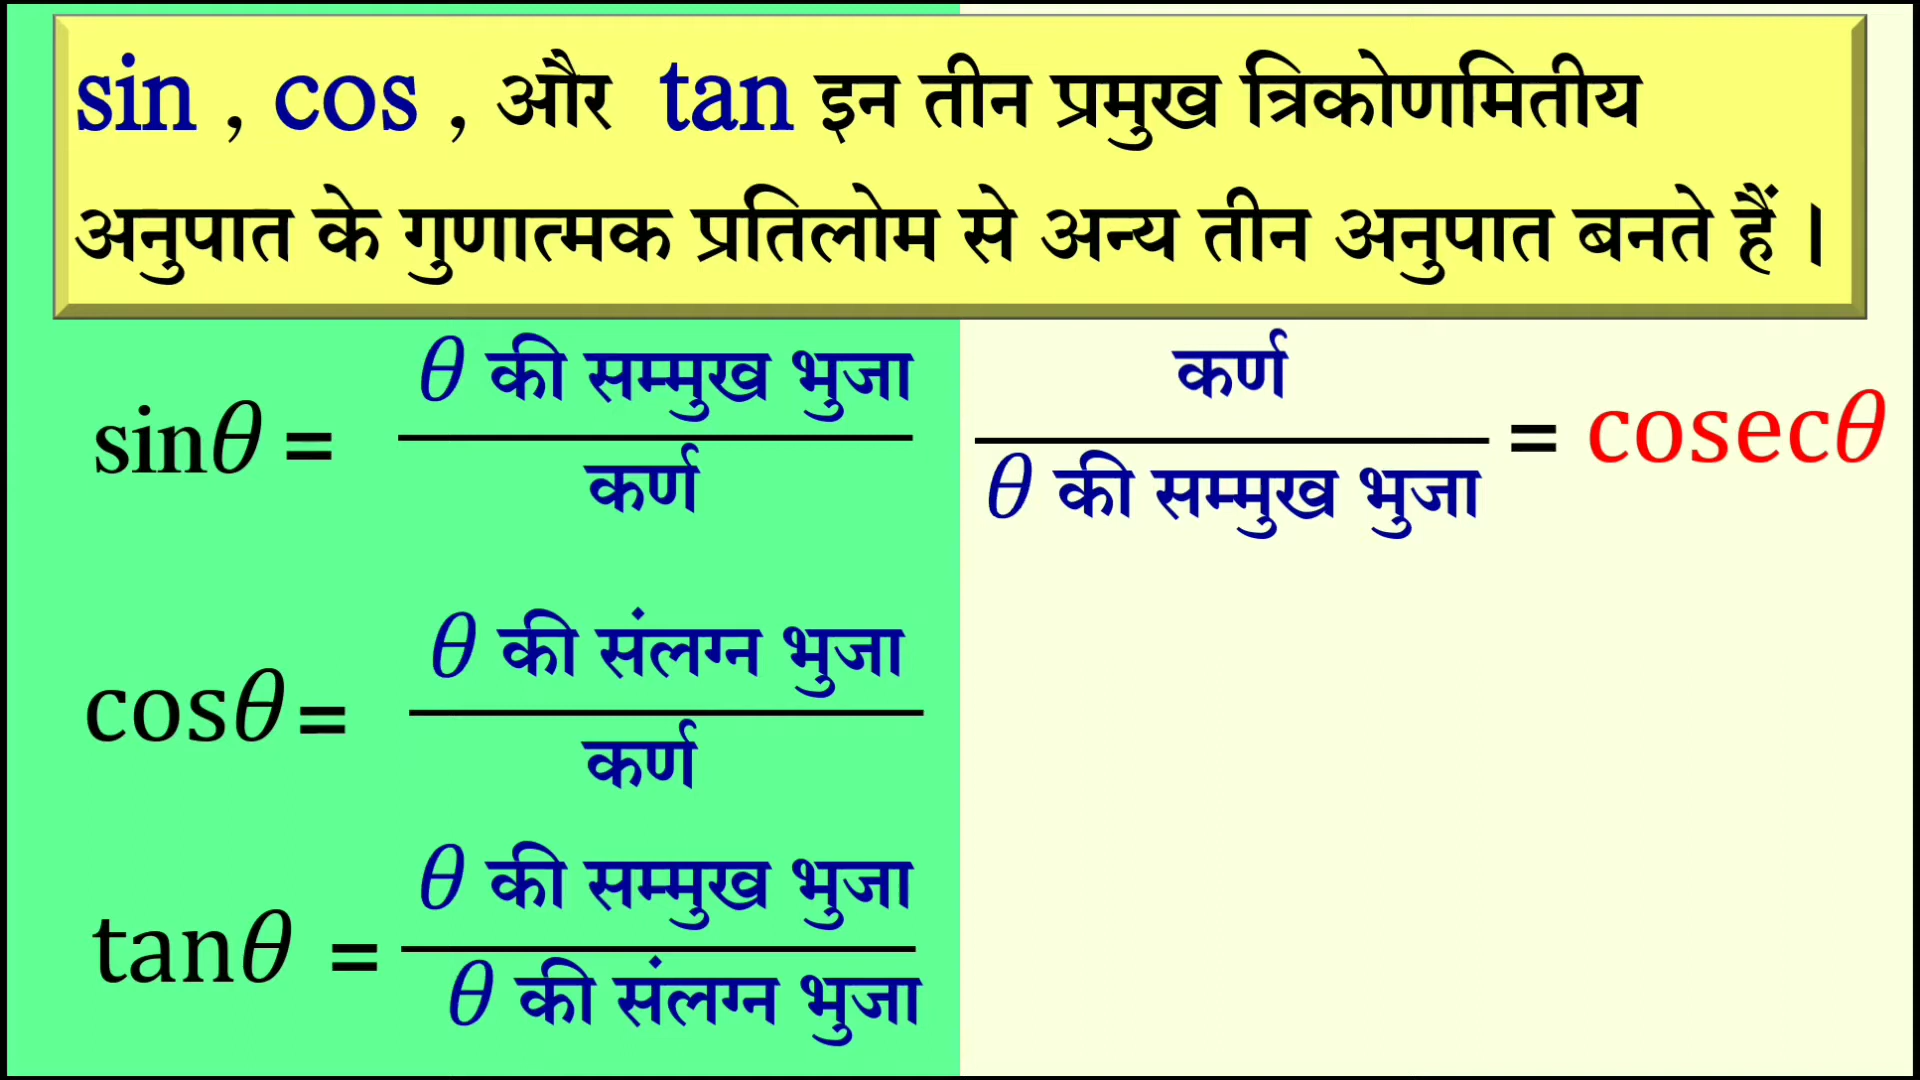 sin , cos , और tan इन तीन प्रमुख त्रिकोणमितीय
अनुपात के गुणात्मक प्रतिलोम से अन्य तीन अनुपात बनते हैं ।
θ की सम्मुख भुजा
sinθ =
कर्ण
कर्ण
= cosecθ
θ की सम्मुख भुजा
θ की संलग्न भुजा
cosθ =
कर्ण
θ की सम्मुख भुजा
tanθ =
θ की संलग्न भुजा